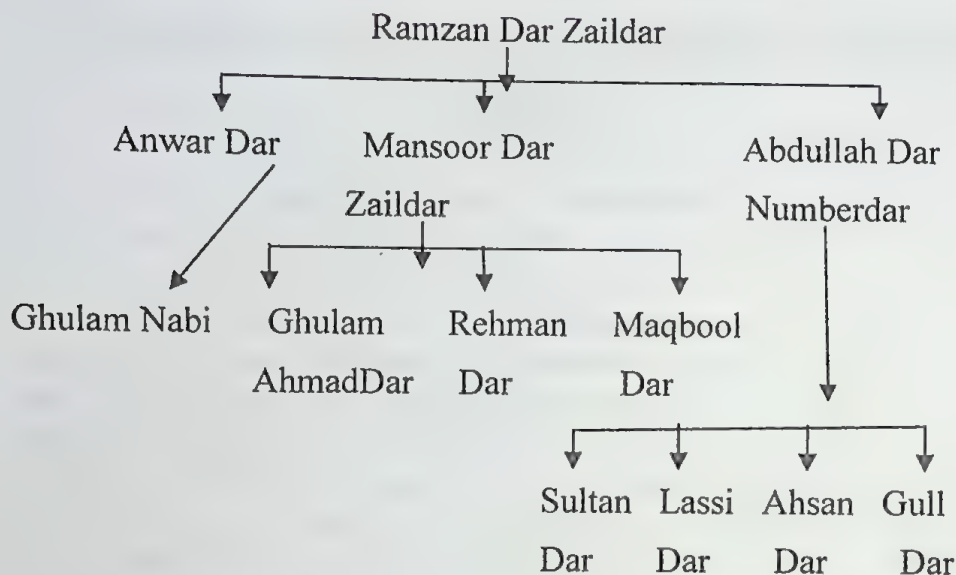 Ramzan Dar Zaildar
Anwar Dar
Mansoor Dar
Zaildar
Abdullah Dar
Numberdar
Ghulam Nabi
Ghulam
AhmadDar
Rehman
Dar
Maqbool
Dar
Sultan
Dar
Lassi
Dar
Ahsan
Dar
Gull
Dar